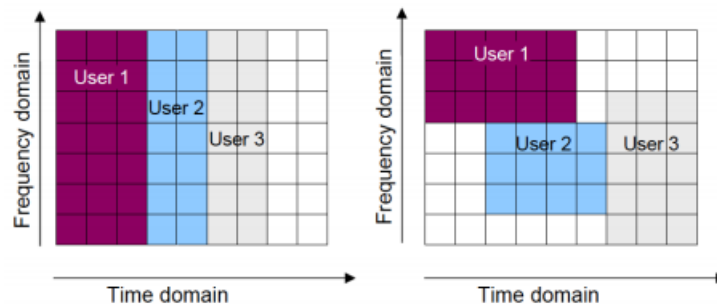 Frequency domain
User 1
User 2
User 3
Time domain
Frequency domain
User 1
User 2
User 3
Time domain